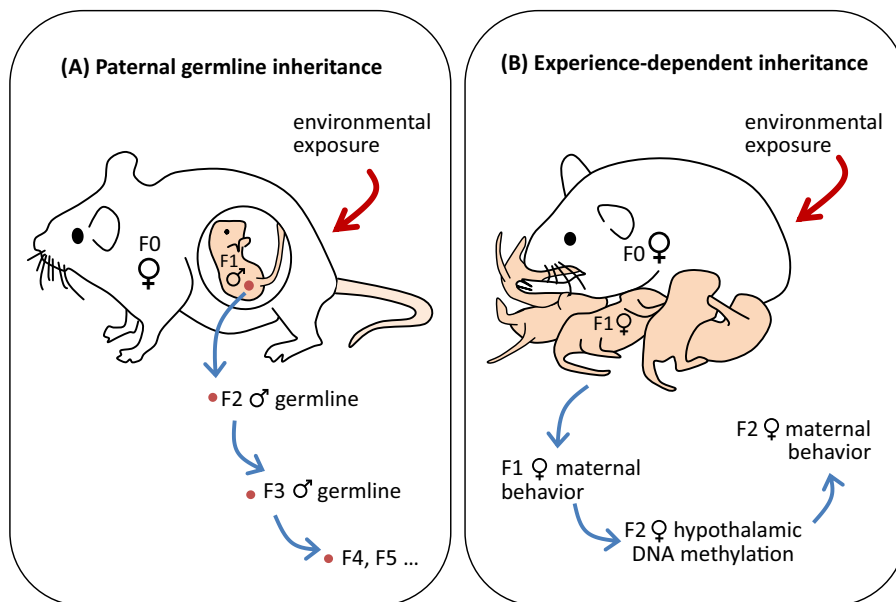 (A) Paternal germline inheritance
environmental
exposure
F0
♀
F1
♂
F2 ♂ germline
F3 ♂ germline
F4, F5 ...
(B) Experience-dependent inheritance
environmental
exposure
F0 ♀
F1 ♀
F1 ♀ maternal
behavior
F2 ♀ hypothalamic
DNA methylation
F2 ♀ maternal
behavior